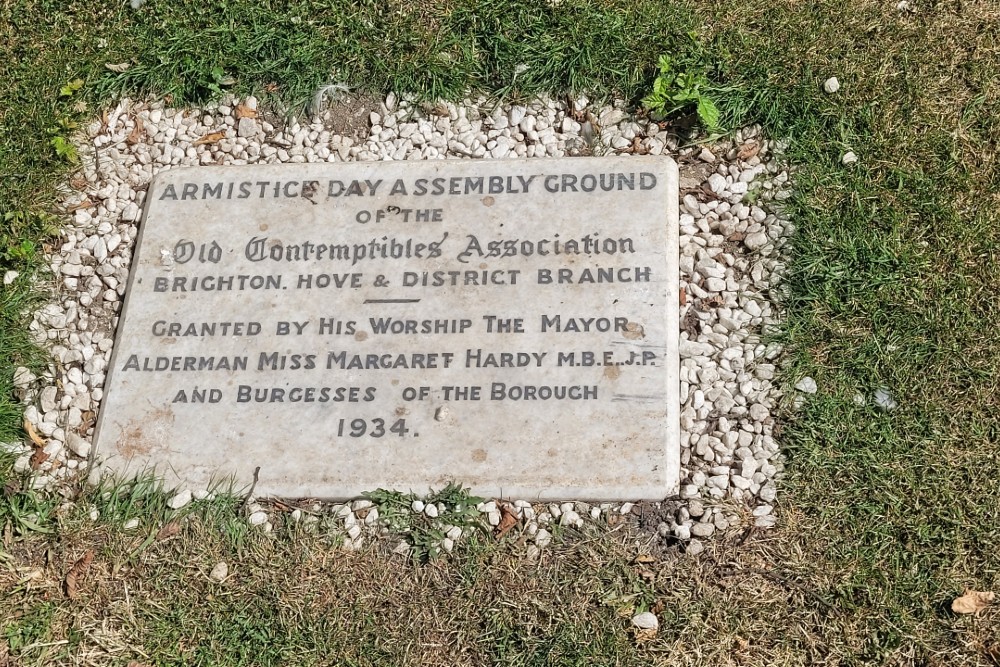 ARMISTICE DAY ASSEMBLY GROUND
OF THE
Old Contemptibles' Association
BRIGHTON. HOVE & DISTRICT BRANCH
GRANTED BY HIS WORSHIP THE MAYOR
ALDERMAN MISS MARGARET HARDY M.B.E.J.P.
AND BURGESSES OF THE BOROUGH
1934.